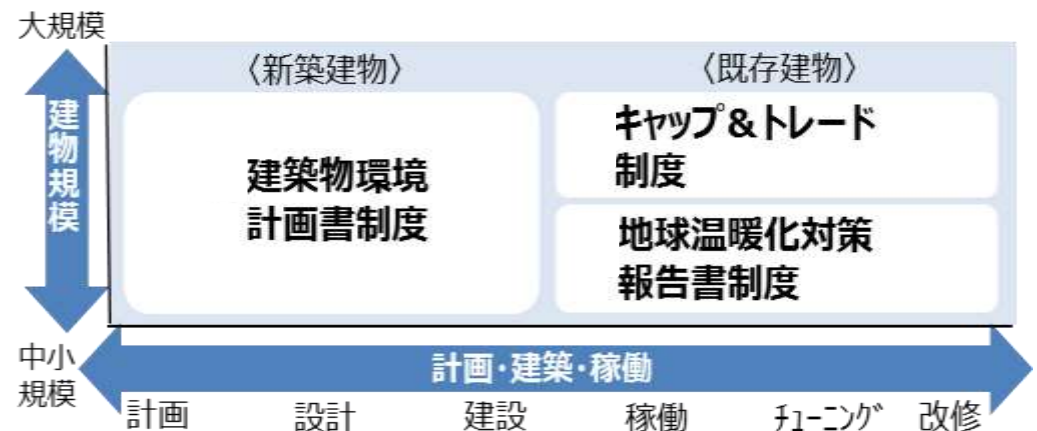 大規模
〈新築建物〉
〈既存建物〉
建物規模
建築物環境
計画書制度
キャップ&トレード
制度
地球温暖化対策
報告書制度
中小
規模
計画・建築・稼働
計画
設計
建設
稼働
ﾁｭｰﾆﾝｸﾞ
改修